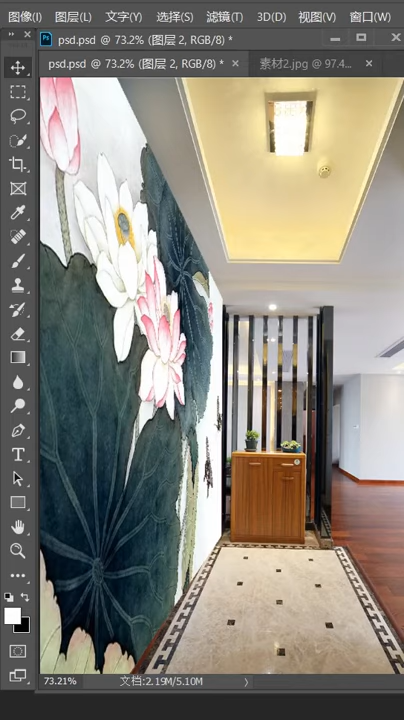 图像(I) 图层(L) 文字(Y) 选择(S) 滤镜(T) 3D(D) 视图(V) 窗口(W)
Ps psd.psd @ 73.2% (图层 2, RGB/8) *
psd.psd @ 73.2% (图层 2, RGB/8) * × 素材2.jpg @ 97.4... ×
73.21% 文档:2.19M/5.10M